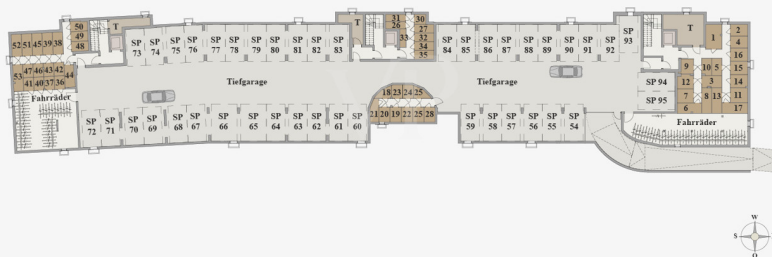 50
49
48
T
52 51 45 39 38
53
47 46 43 42
44
41 40 37 36
Fahrräder
SP 73
SP 74
SP 75
SP 76
SP 77
SP 78
SP 79
SP 80
SP 81
SP 82
SP 83
T
31
26
33
30
27
32
34
35
SP 84
SP 85
SP 86
SP 87
SP 88
SP 89
SP 90
SP 91
SP 92
SP 93
T
1
2
4
16
9
10
5
15
12
3
14
8
13
11
6
17
SP 94
SP 95
Fahrräder
Tiefgarage
Tiefgarage
18 23 24 25
21 20 19 22 25 28
SP 72
SP 71
SP 70
SP 69
SP 68
SP 67
SP 66
SP 65
SP 64
SP 63
SP 62
SP 61
SP 60
SP 59
SP 58
SP 57
SP 56
SP 55
SP 54
W
S
N
O